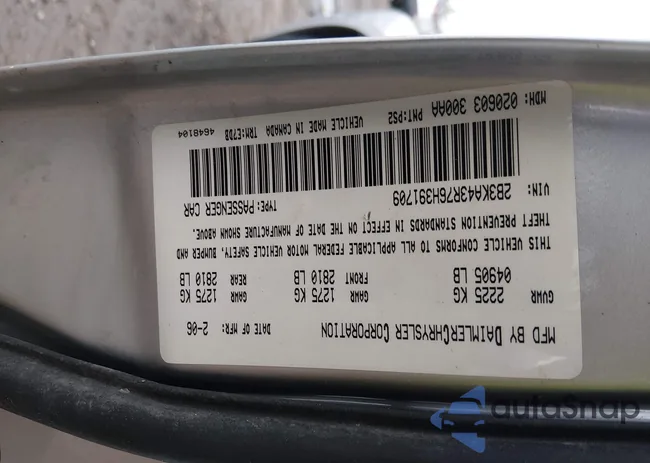 MFD BY DAIMLERCHRYSLER CORPORATION DATE OF MFR: 2-06
GVWR GAWR FRONT GAWR REAR
2225 KG 1275 KG 1275 KG
04905 LB 2810 LB 2810 LB
THIS VEHICLE CONFORMS TO ALL APPLICABLE FEDERAL MOTOR VEHICLE SAFETY, BUMPER AND
THEFT PREVENTION STANDARDS IN EFFECT ON THE DATE OF MANUFACTURE SHOWN ABOVE.
VIN: 2B3KA43R76H391709 TYPE: PASSENGER CAR
MDH: 020603 300AA PNT: PS2 VEHICLE MADE IN CANADA TRM: E7DB 4648104
autoSnap